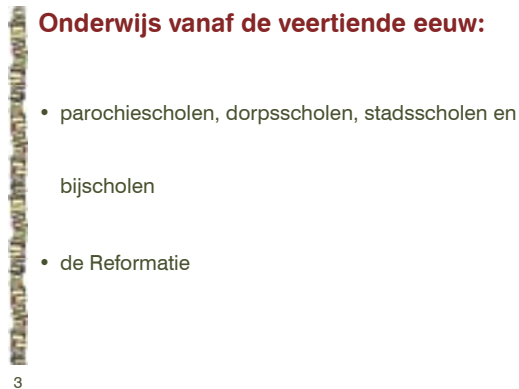 Onderwijs vanaf de veertiende eeuw:
• parochiescholen, dorpsscholen, stadsscholen en
bijscholen
• de Reformatie
3